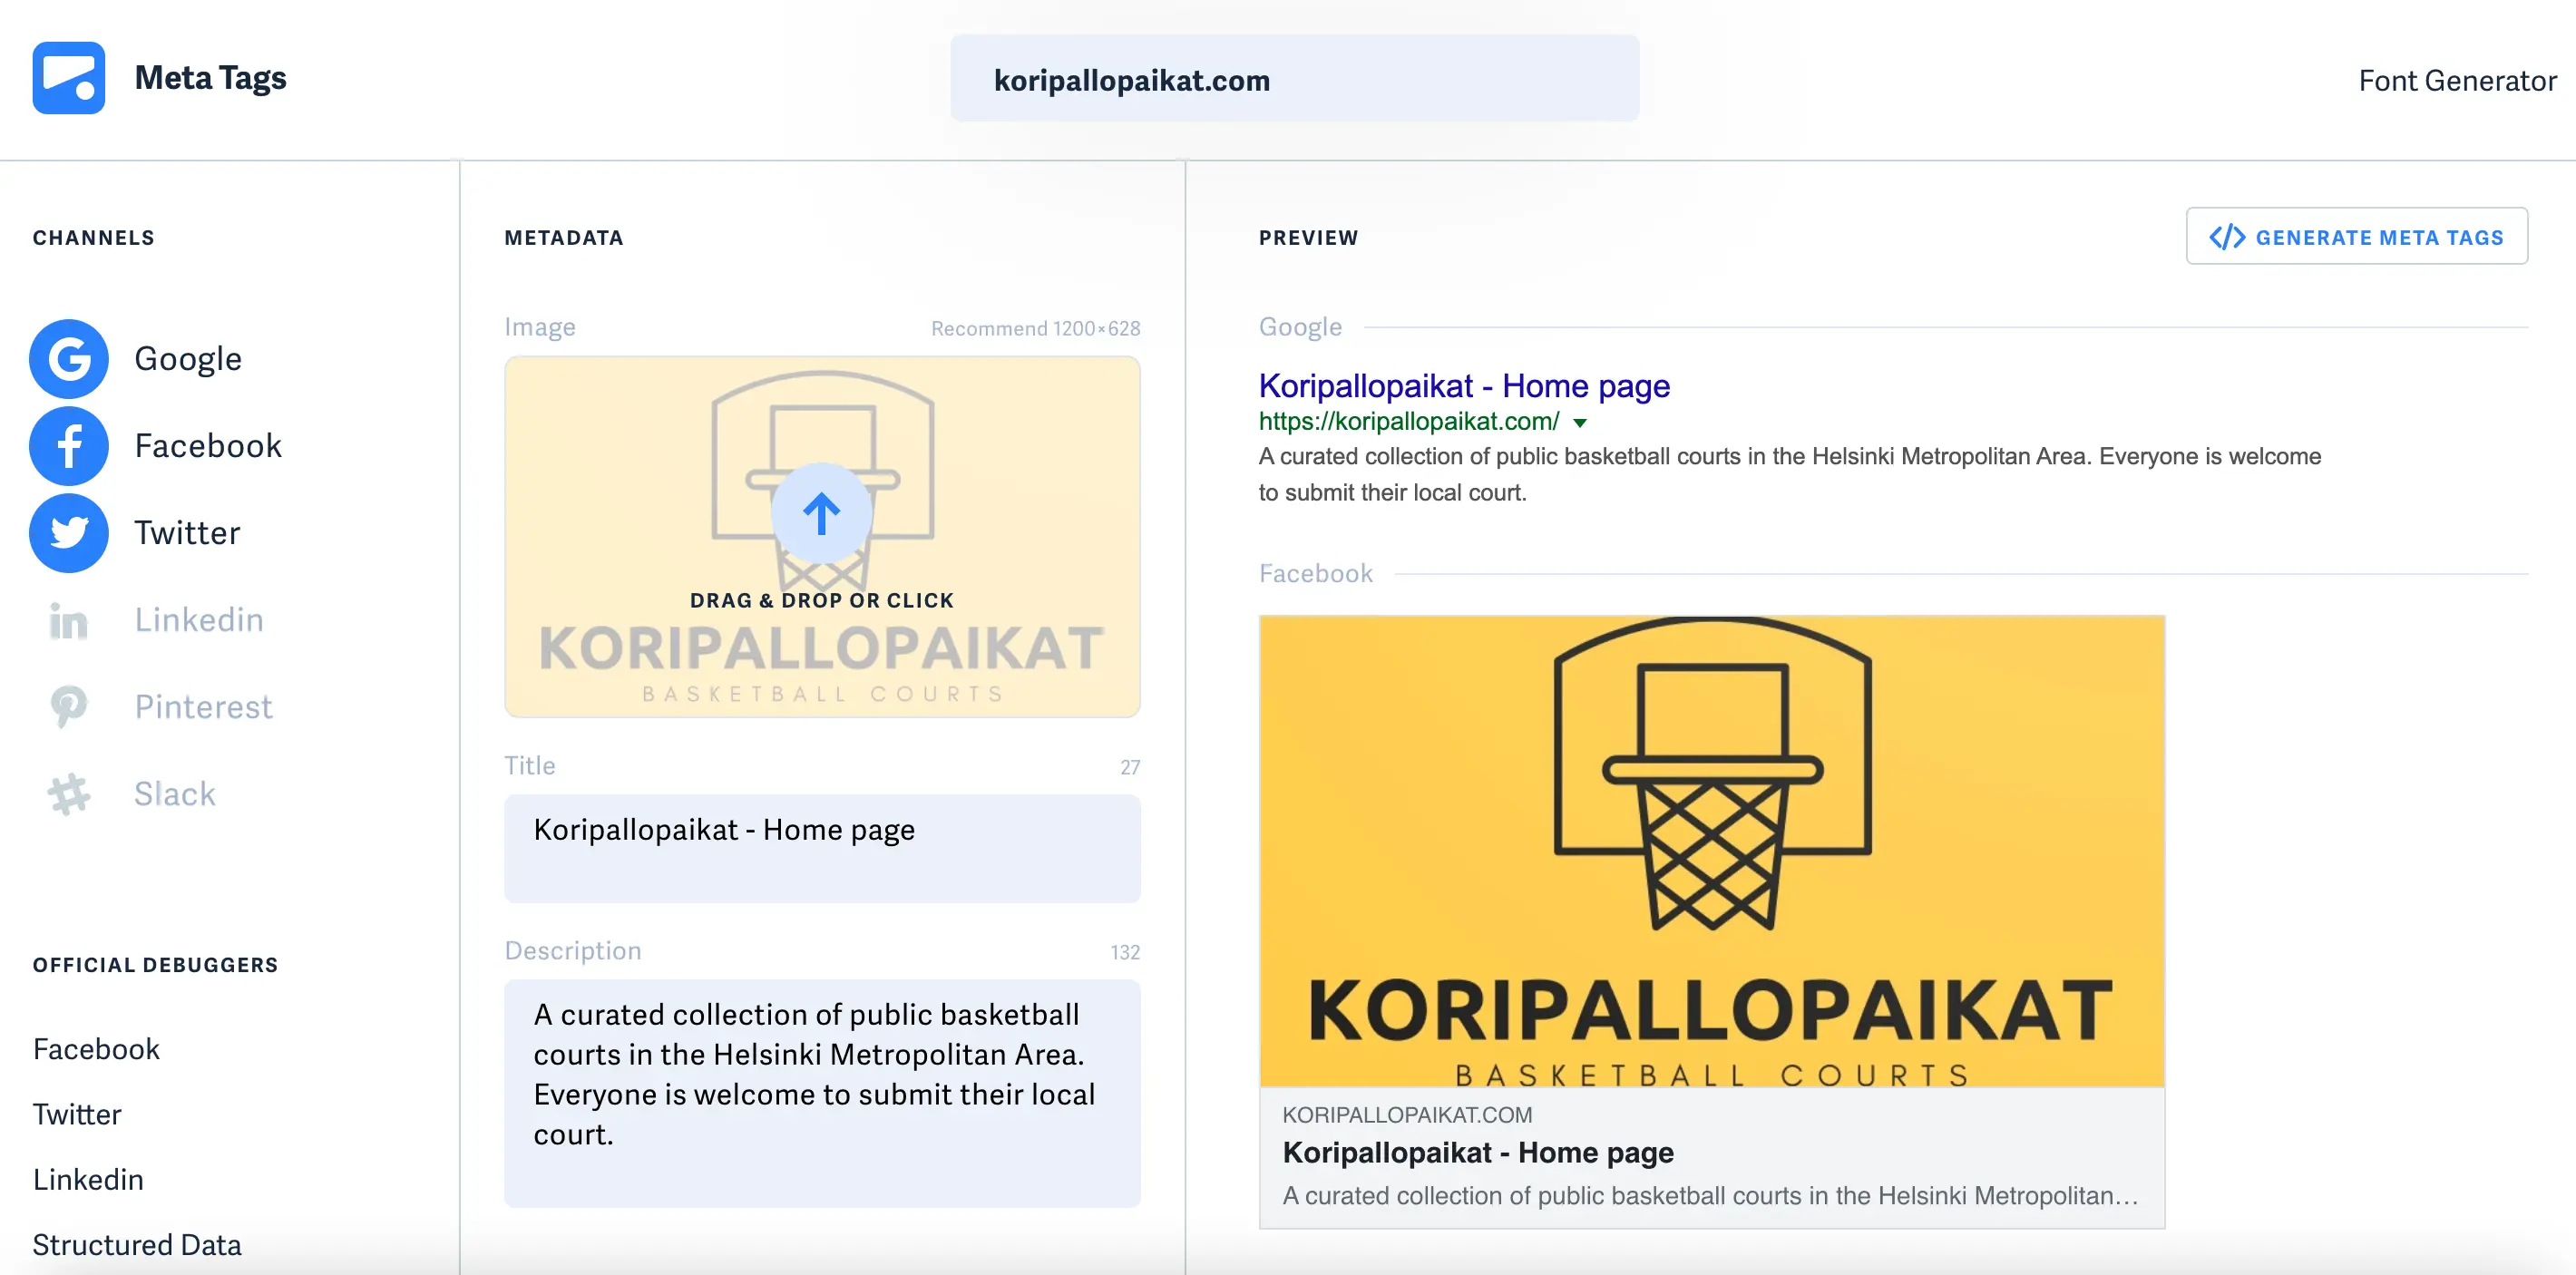 Meta Tags
koripallopaikat.com
Font Generator
CHANNELS
Google
Facebook
Twitter
Linkedin
Pinterest
Slack
OFFICIAL DEBUGGERS
Facebook
Twitter
Linkedin
Structured Data
METADATA
Image
Recommend 1200×628
DRAG & DROP OR CLICK
KORIPALLOPAIKAT
BASKETBALL COURTS
Title
27
Koripallopaikat - Home page
Description
132
A curated collection of public basketball
courts in the Helsinki Metropolitan Area.
Everyone is welcome to submit their local
court.
PREVIEW
</> GENERATE META TAGS
Google
Koripallopaikat - Home page
https://koripallopaikat.com/
A curated collection of public basketball courts in the Helsinki Metropolitan Area. Everyone is welcome
to submit their local court.
Facebook
KORIPALLOPAIKAT
BASKETBALL COURTS
KORIPALLOPAIKAT.COM
Koripallopaikat - Home page
A curated collection of public basketball courts in the Helsinki Metropolitan...